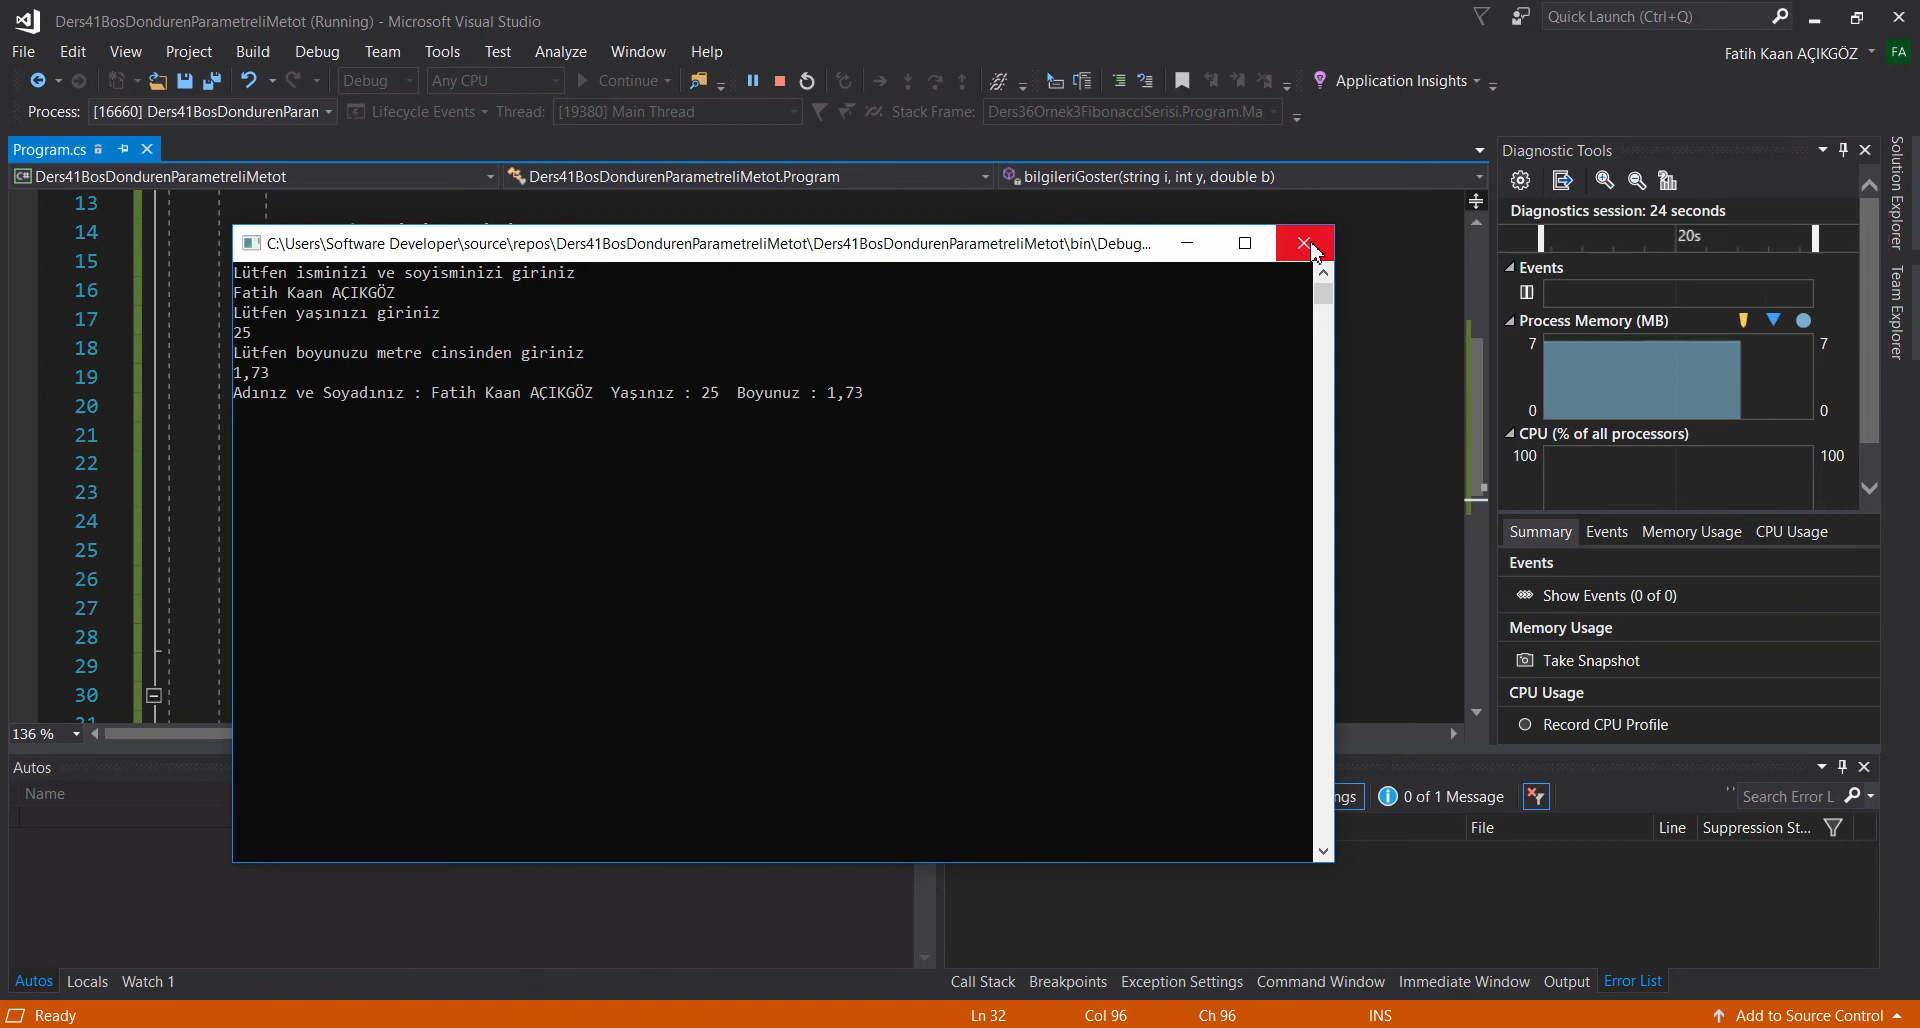 Ders41BosDondurenParametreliMetot (Running) - Microsoft Visual Studio
Quick Launch (Ctrl+Q)
File Edit View Project Build Debug Team Tools Test Analyze Window Help
Fatih Kaan AÇIKGÖZ FA
Debug Any CPU Continue Application Insights
Process: [16660] Ders41BosDondurenParan Lifecycle Events Thread: [19380] Main Thread Stack Frame: Ders36Ornek3FibonacciSerisi.Program.Ma
Program.cs
Ders41BosDondurenParametreliMetot Ders41BosDondurenParametreliMetot.Program bilgileriGoster(string i, int y, double b)
13
14
15
16
17
18
19
20
21
22
23
24
25
26
27
28
29
30
31
136 %
C:\Users\Software Developer\source\repos\Ders41BosDondurenParametreliMetot\Ders41BosDondurenParametreliMetot\bin\Debug...
Lütfen isminizi ve soyisminizi giriniz
Fatih Kaan AÇIKGÖZ
Lütfen yaşınızı giriniz
25
Lütfen boyunuzu metre cinsinden giriniz
1,73
Adınız ve Soyadınız : Fatih Kaan AÇIKGÖZ  Yaşınız : 25  Boyunuz : 1,73
Diagnostic Tools
Diagnostics session: 24 seconds
20s
Events
Process Memory (MB)
7 7
0 0
CPU (% of all processors)
100 100
Summary Events Memory Usage CPU Usage
Events
Show Events (0 of 0)
Memory Usage
Take Snapshot
CPU Usage
Record CPU Profile
Solution Explorer
Team Explorer
Autos
Name
ngs 0 of 1 Message Search Error L
File Line Suppression St...
Autos Locals Watch 1
Call Stack Breakpoints Exception Settings Command Window Immediate Window Output Error List
Ready Ln 32 Col 96 Ch 96 INS Add to Source Control